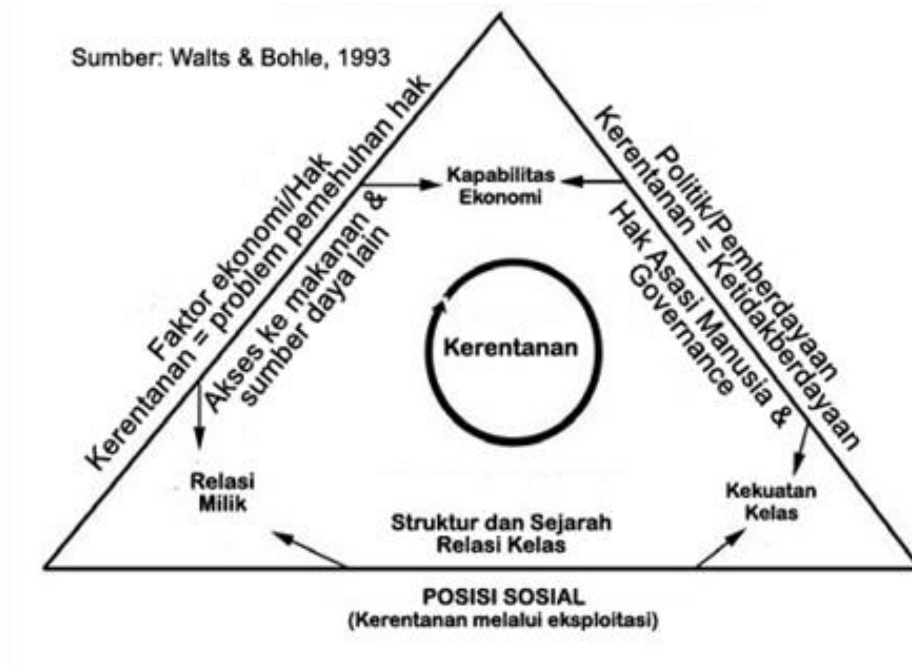 Sumber: Walts & Bohle, 1993
Faktor ekonomi/Hak
Kerentanan = problem pemehuhan hak
Akses ke makanan &
sumber daya lain
Politik/Pemberdayaan
Kerentanan = Ketidakberdayaan
Hak Asasi Manusia &
Governance
Kapabilitas
Ekonomi
Kerentanan
Relasi
Milik
Kekuatan
Kelas
Struktur dan Sejarah
Relasi Kelas
POSISI SOSIAL
(Kerentanan melalui eksploitasi)